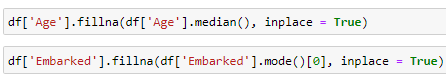 df['Age'].fillna(df['Age'].median(), inplace = True)
df['Embarked'].fillna(df['Embarked'].mode()[0], inplace = True)